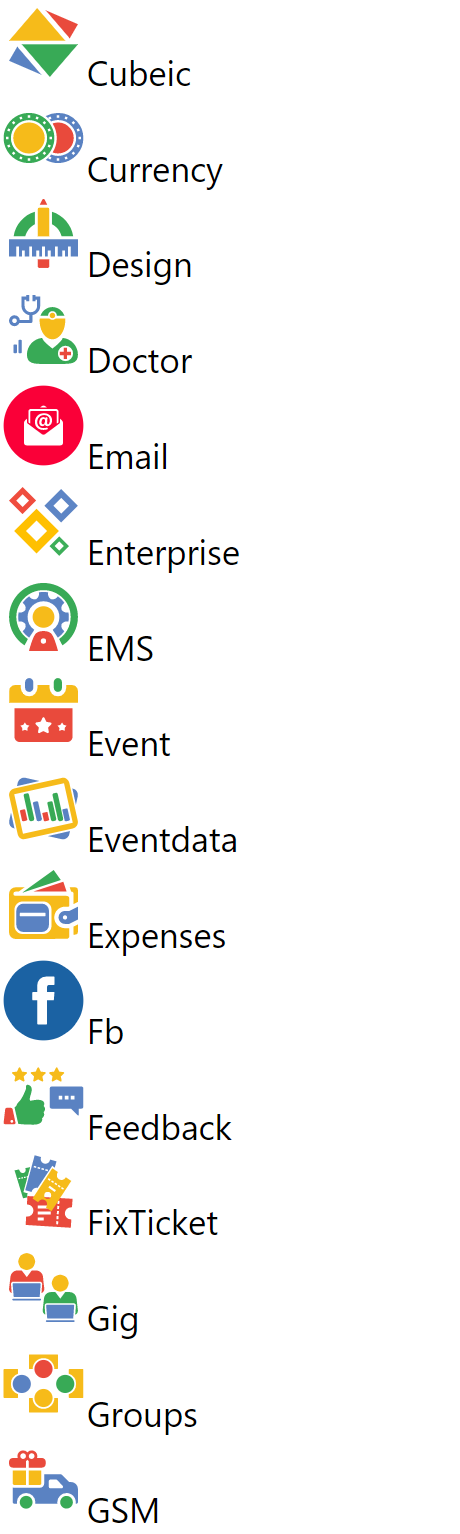 Cubeic
Currency
Design
Doctor
@
Email
Enterprise
EMS
Event
Eventdata
Expenses
f
Fb
Feedback
FixTicket
Gig
Groups
GSM